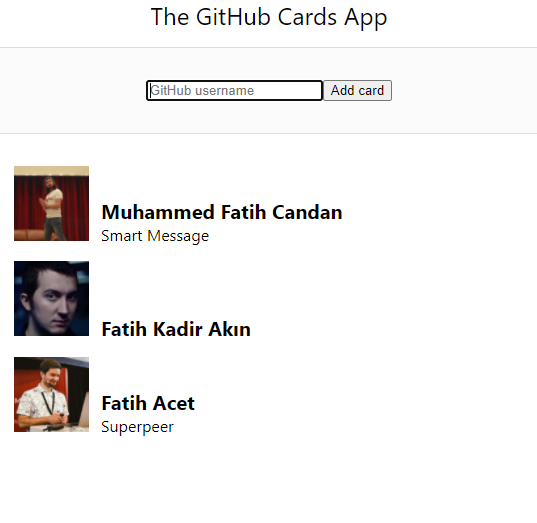 The GitHub Cards App
GitHub username Add card
Muhammed Fatih Candan
Smart Message
Fatih Kadir Akın
Fatih Acet
Superpeer